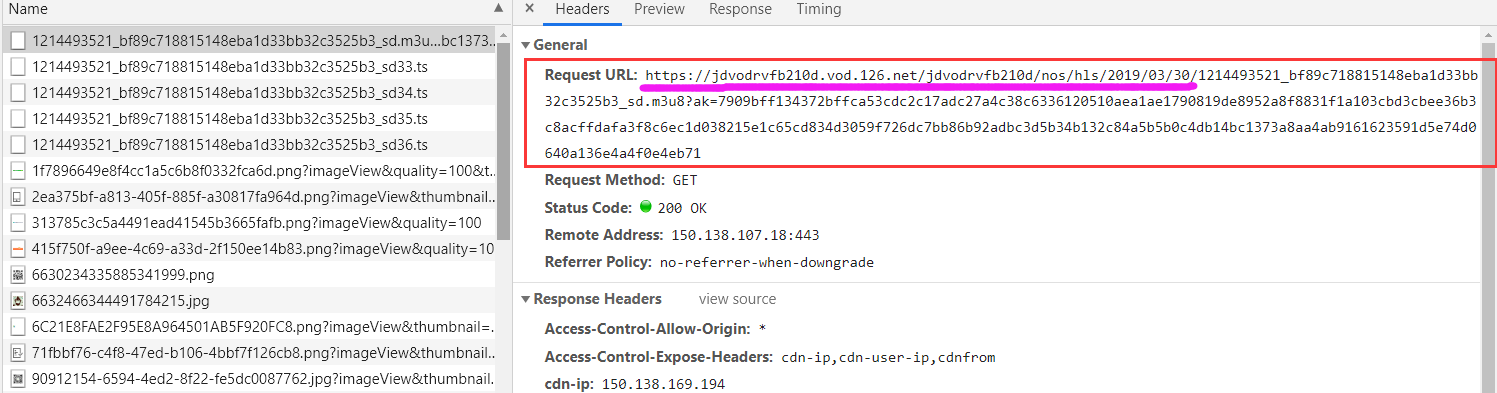 Name
1214493521_bf89c718815148eba1d33bb32c3525b3_sd.m3u...bc1373...
1214493521_bf89c718815148eba1d33bb32c3525b3_sd33.ts
1214493521_bf89c718815148eba1d33bb32c3525b3_sd34.ts
1214493521_bf89c718815148eba1d33bb32c3525b3_sd35.ts
1214493521_bf89c718815148eba1d33bb32c3525b3_sd36.ts
1f7896649e8f4cc1a5c6b8f0332fca6d.png?imageView&quality=100&t...
2ea375bf-a813-405f-885f-a30817fa964d.png?imageView&thumbnail...
313785c3c5a4491ead41545b3665fafb.png?imageView&quality=100
415f750f-a9ee-4c69-a33d-2f150ee14b83.png?imageView&quality=10
6630234335885341999.png
6632466344491784215.jpg
6C21E8FAE2F95E8A964501AB5F920FC8.png?imageView&thumbnail=...
71fbbf76-c4f8-47ed-b106-4bbf7f126cb8.png?imageView&thumbnail...
90912154-6594-4ed2-8f22-fe5dc0087762.jpg?imageView&thumbnail...
× Headers Preview Response Timing
General
Request URL: https://jdvodrvfb210d.vod.126.net/jdvodrvfb210d/nos/hls/2019/03/30/1214493521_bf89c718815148eba1d33bb
32c3525b3_sd.m3u8?ak=7909bff134372bffca53cdc2c17adc27a4c38c6336120510aea1ae1790819de8952a8f8831f1a103cbd3cbee36b3
c8acffdafa3f8c6ec1d038215e1c65cd834d3059f726dc7bb86b92adbc3d5b34b132c84a5b5b0c4db14bc1373a8aa4ab9161623591d5e74d0
640a136e4a4f0e4eb71
Request Method: GET
Status Code: 200 OK
Remote Address: 150.138.107.18:443
Referrer Policy: no-referrer-when-downgrade
Response Headers view source
Access-Control-Allow-Origin: *
Access-Control-Expose-Headers: cdn-ip,cdn-user-ip,cdnfrom
cdn-ip: 150.138.169.194